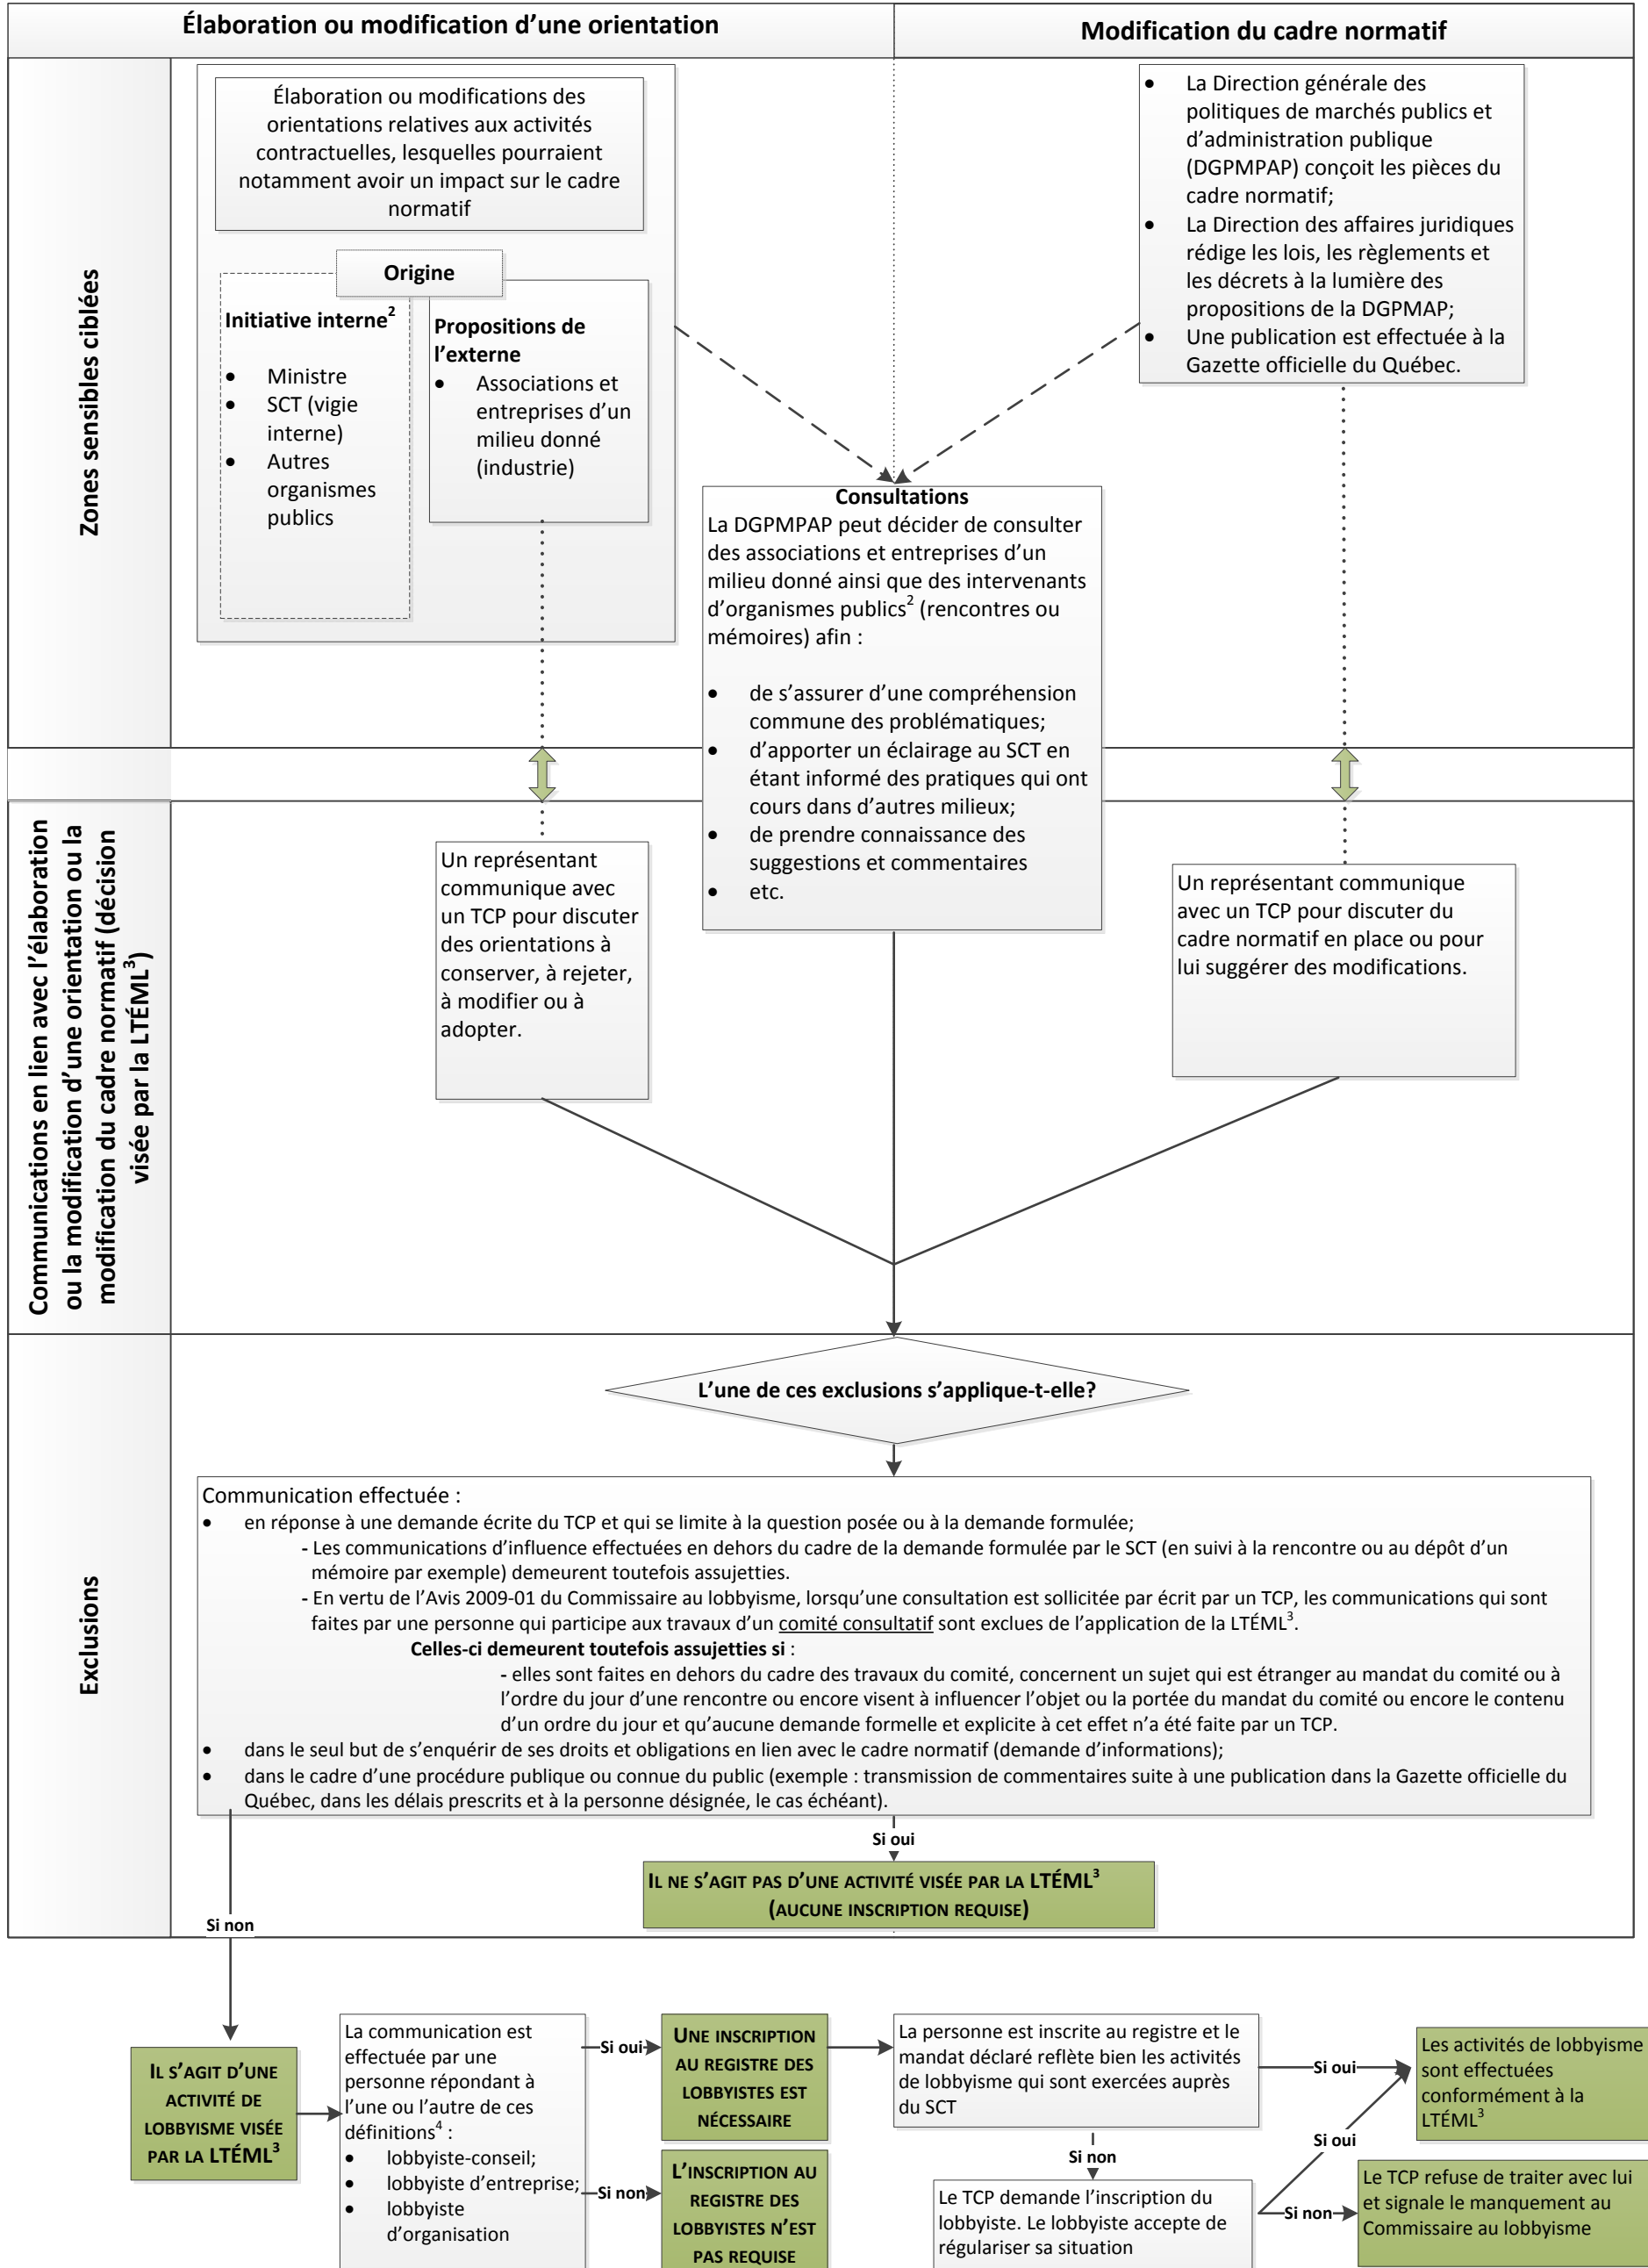 Élaboration ou modification d’une orientation
Modification du cadre normatif
Zones sensibles ciblées
Élaboration ou modifications des
orientations relatives aux activités
contractuelles, lesquelles pourraient
notamment avoir un impact sur le cadre
normatif
Origine
Initiative interne²
• Ministre
• SCT (vigie
interne)
• Autres
organismes
publics
Propositions de
l’externe
• Associations et
entreprises d’un
milieu donné
(industrie)
• La Direction générale des
politiques de marchés publics et
d’administration publique
(DGPMPAP) conçoit les pièces du
cadre normatif;
• La Direction des affaires juridiques
rédige les lois, les règlements et
les décrets à la lumière des
propositions de la DGPMAP;
• Une publication est effectuée à la
Gazette officielle du Québec.
Consultations
La DGPMPAP peut décider de consulter
des associations et entreprises d’un
milieu donné ainsi que des intervenants
d’organismes publics² (rencontres ou
mémoires) afin :
• de s’assurer d’une compréhension
commune des problématiques;
• d’apporter un éclairage au SCT en
étant informé des pratiques qui ont
cours dans d’autres milieux;
• de prendre connaissance des
suggestions et commentaires
• etc.
Communications en lien avec l’élaboration
ou la modification d’une orientation ou la
modification du cadre normatif (décision
visée par la LTÉML³)
Un représentant
communique avec
un TCP pour discuter
des orientations à
conserver, à rejeter,
à modifier ou à
adopter.
Un représentant communique
avec un TCP pour discuter du
cadre normatif en place ou pour
lui suggérer des modifications.
Exclusions
L’une de ces exclusions s’applique-t-elle?
Communication effectuée :
• en réponse à une demande écrite du TCP et qui se limite à la question posée ou à la demande formulée;
- Les communications d’influence effectuées en dehors du cadre de la demande formulée par le SCT (en suivi à la rencontre ou au dépôt d’un
mémoire par exemple) demeurent toutefois assujetties.
- En vertu de l’Avis 2009-01 du Commissaire au lobbyisme, lorsqu’une consultation est sollicitée par écrit par un TCP, les communications qui sont
faites par une personne qui participe aux travaux d’un comité consultatif sont exclues de l’application de la LTÉML³.
Celles-ci demeurent toutefois assujetties si :
- elles sont faites en dehors du cadre des travaux du comité, concernent un sujet qui est étranger au mandat du comité ou à
l’ordre du jour d’une rencontre ou encore visent à influencer l’objet ou la portée du mandat du comité ou encore le contenu
d’un ordre du jour et qu’aucune demande formelle et explicite à cet effet n’a été faite par un TCP.
• dans le seul but de s’enquérir de ses droits et obligations en lien avec le cadre normatif (demande d’informations);
• dans le cadre d’une procédure publique ou connue du public (exemple : transmission de commentaires suite à une publication dans la Gazette officielle du
Québec, dans les délais prescrits et à la personne désignée, le cas échéant).
Si oui
IL NE S’AGIT PAS D’UNE ACTIVITÉ VISÉE PAR LA LTÉML³
(AUCUNE INSCRIPTION REQUISE)
Si non
IL S’AGIT D’UNE
ACTIVITÉ DE
LOBBYISME VISÉE
PAR LA LTÉML³
La communication est
effectuée par une
personne répondant à
l’une ou l’autre de ces
définitions⁴ :
• lobbyiste-conseil;
• lobbyiste d’entreprise;
• lobbyiste
d’organisation
Si oui
UNE INSCRIPTION
AU REGISTRE DES
LOBBYISTES EST
NÉCESSAIRE
Si non
L’INSCRIPTION AU
REGISTRE DES
LOBBYISTES N’EST
PAS REQUISE
La personne est inscrite au registre et le
mandat déclaré reflète bien les activités
de lobbyisme qui sont exercées auprès
du SCT
Si oui
Les activités de lobbyisme
sont effectuées
conformément à la
LTÉML³
Si non
Le TCP demande l’inscription du
lobbyiste. Le lobbyiste accepte de
régulariser sa situation
Si oui
Si non
Le TCP refuse de traiter avec lui
et signale le manquement au
Commissaire au lobbyisme